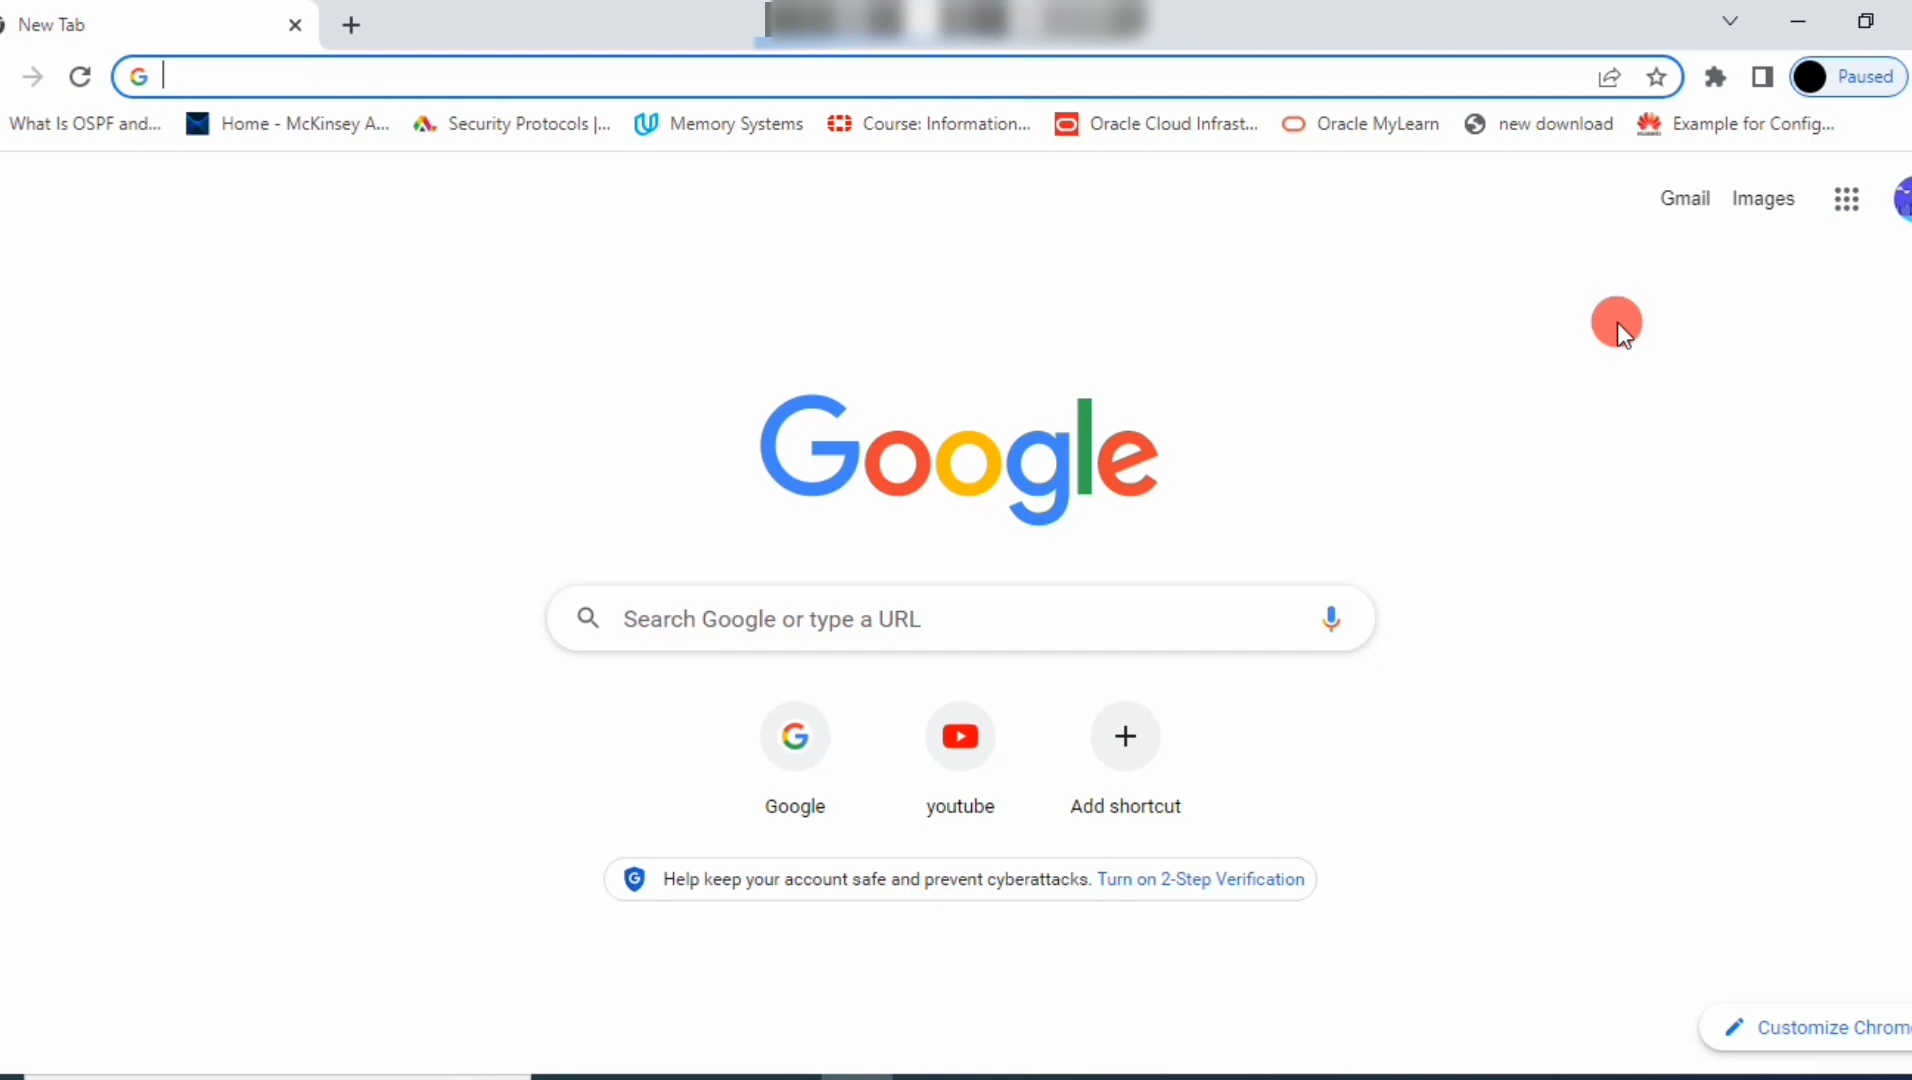 New Tab
Paused
What Is OSPF and... Home - McKinsey A... Security Protocols |... Memory Systems Course: Information... Oracle Cloud Infrast... Oracle MyLearn new download Example for Config...
Gmail Images
Google
Search Google or type a URL
Google youtube Add shortcut
Help keep your account safe and prevent cyberattacks. Turn on 2-Step Verification
Customize Chrom